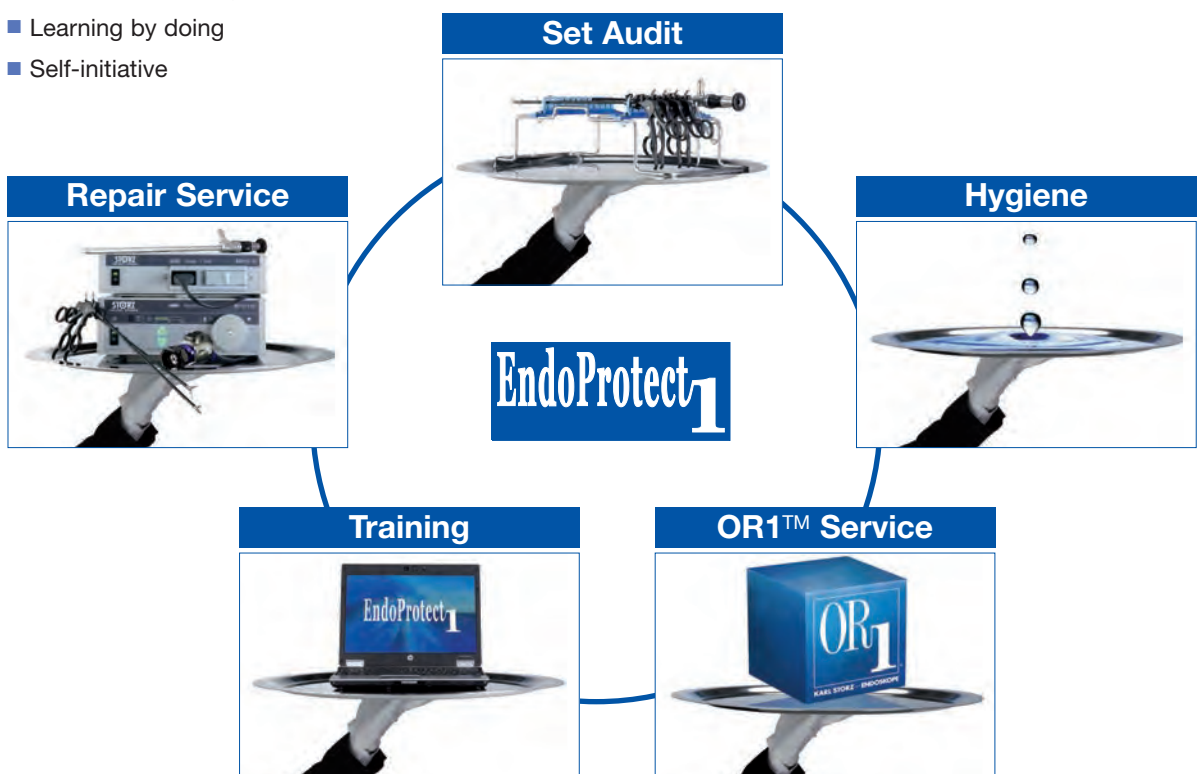 Learning by doing
Self-initiative
Set Audit
Repair Service
Hygiene
STORZ
STORZ
EndoProtect1
Training
OR1™ Service
EndoProtect1
OR1
KARL STORZ - ENDOSKOPE